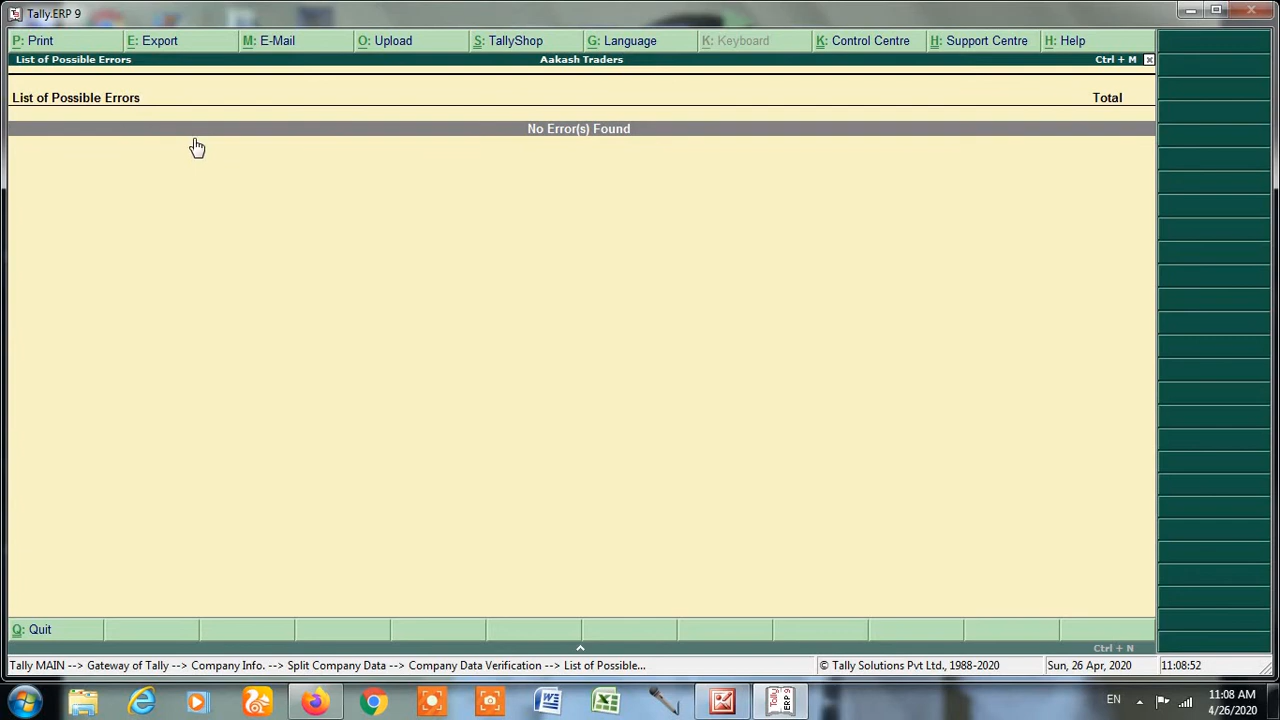 Tally.ERP 9
P: Print E: Export M: E-Mail O: Upload S: TallyShop G: Language K: Keyboard K: Control Centre H: Support Centre H: Help
List of Possible Errors Aakash Traders Ctrl + M
List of Possible Errors Total
No Error(s) Found
Q: Quit
Ctrl + N
Tally MAIN --> Gateway of Tally --> Company Info. --> Split Company Data --> Company Data Verification --> List of Possible... © Tally Solutions Pvt Ltd., 1988-2020 Sun, 26 Apr, 2020 11:08:52
EN 11:08 AM
4/26/2020